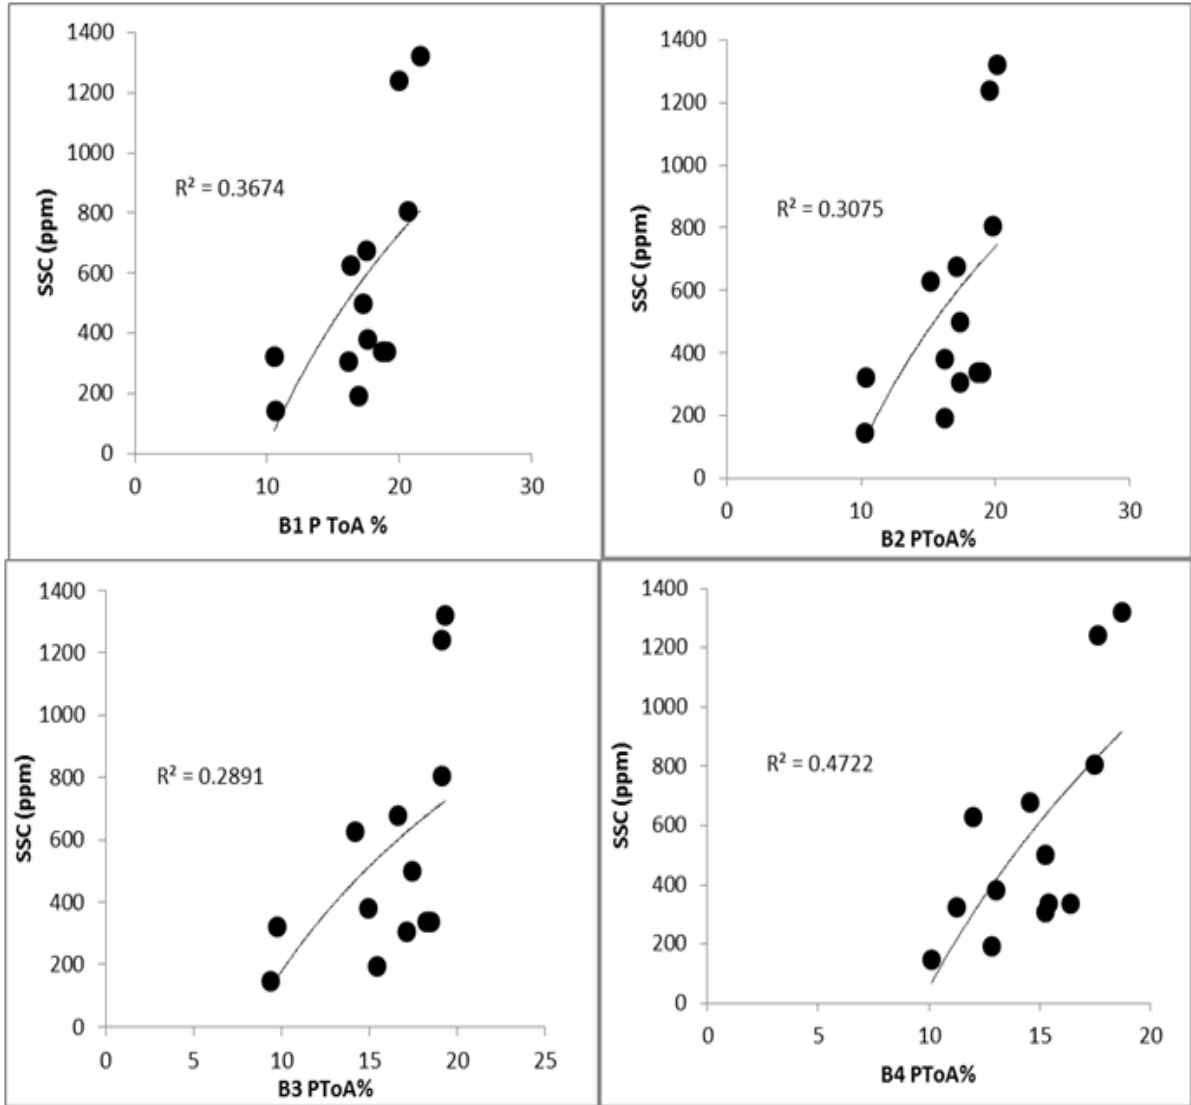 1400
1200
1000
800
600
400
200
0
SSC (ppm)
R² = 0.3674
0 10 20 30
B1 P ToA %
1400
1200
1000
800
600
400
200
0
SSC (ppm)
R² = 0.3075
0 10 20 30
B2 PToA%
1400
1200
1000
800
600
400
200
0
SSC (ppm)
R² = 0.2891
0 5 10 15 20 25
B3 PToA%
1400
1200
1000
800
600
400
200
0
SSC (ppm)
R² = 0.4722
0 5 10 15 20
B4 PToA%